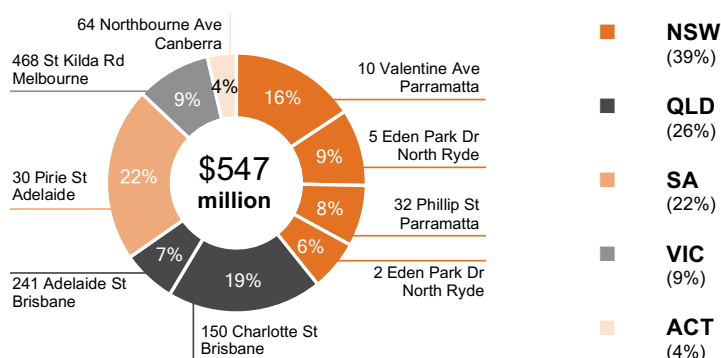 64 Northbourne Ave
Canberra
468 St Kilda Rd
Melbourne
30 Pirie St
Adelaide
241 Adelaide St
Brisbane
150 Charlotte St
Brisbane
10 Valentine Ave
Parramatta
5 Eden Park Dr
North Ryde
32 Phillip St
Parramatta
2 Eden Park Dr
North Ryde
4%
16%
9%
9%
8%
22%
6%
7%
19%
$547
million
NSW
(39%)
QLD
(26%)
SA
(22%)
VIC
(9%)
ACT
(4%)